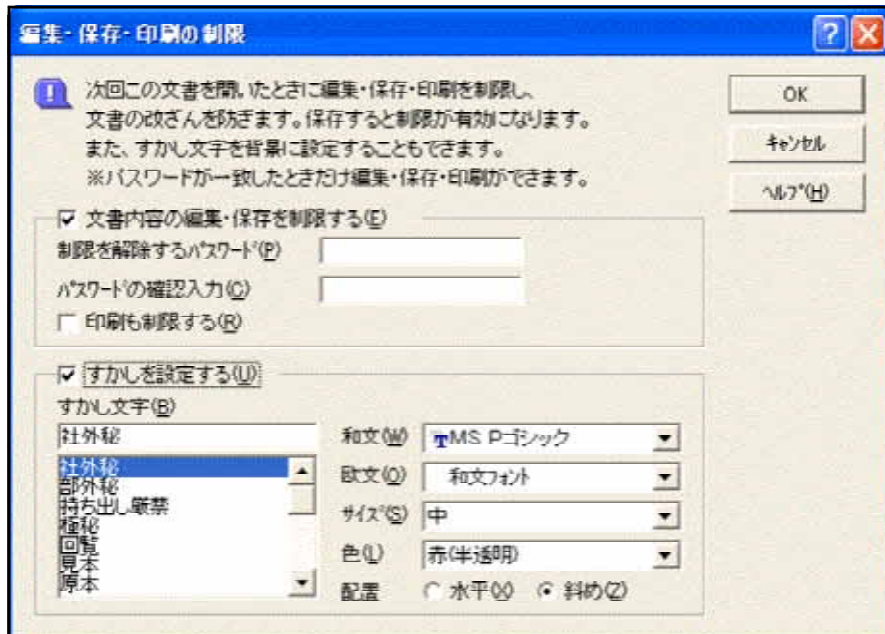 編集・保存・印刷の制限
次回この文書を開いたときに編集・保存・印刷を制限し、
文書の改ざんを防ぎます。保存すると制限が有効になります。
また、すかし文字を背景に設定することもできます。
※パスワードが一致したときだけ編集・保存・印刷ができます。
OK
キャンセル
ヘルプ(H)
文書内容の編集・保存を制限する(E)
制限を解除するパスワード(P)
パスワードの確認入力(C)
印刷も制限する(R)
すかしを設定する(U)
すかし文字(B)
社外秘
社外秘
部外秘
持ち出し厳禁
極秘
回覧
見本
原本
和文(W) MS Pゴシック
欧文(O) 和文フォント
サイズ(S) 中
色(L) 赤(半透明)
配置 水平(X) 斜め(Z)